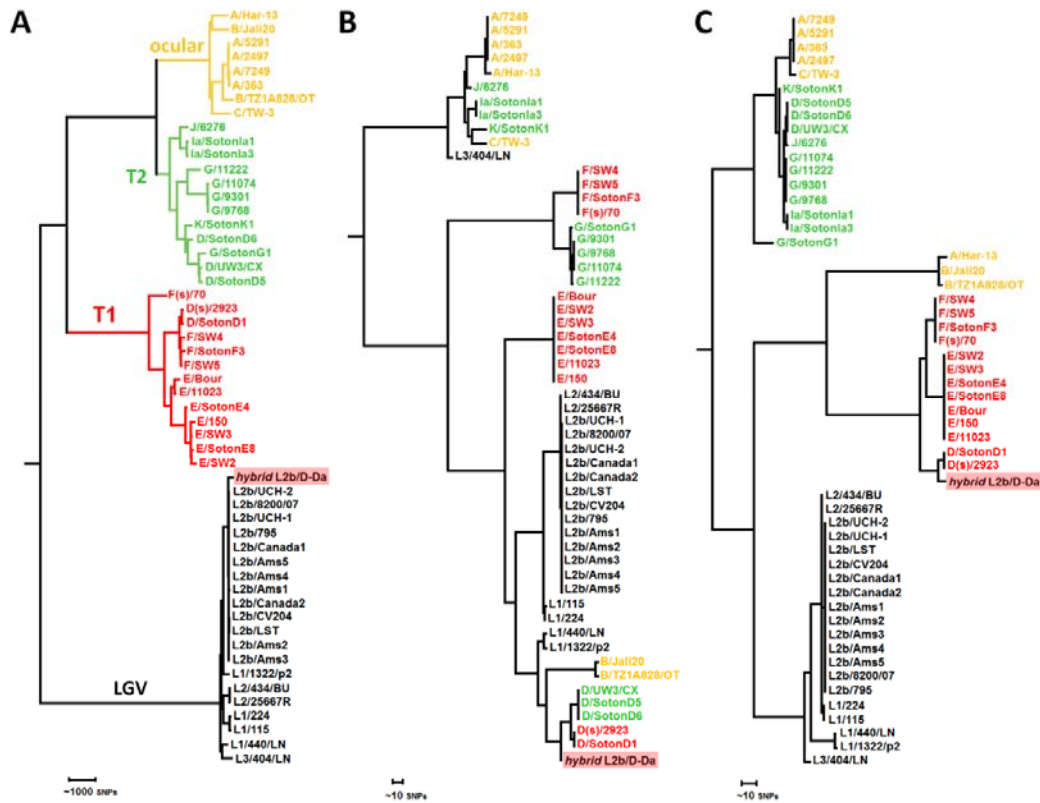 A
A/Har-13
B/Jali20
ocular
A/5291
A/2497
A/7249
A/363
B/TZ1A828/OT
C/TW-3
J/6276
Ia/SotonIa1
Ia/SotonIa3
T2
G/11222
G/11074
G/9301
G/9768
K/SotonK1
D/SotonD6
G/SotonG1
D/UW3/CX
D/SotonD5
F(s)/70
T1
D(s)/2923
D/SotonD1
F/SW4
F/SotonF3
F/SW5
E/Bour
E/11023
E/SotonE4
E/150
E/SW3
E/SotonE8
E/SW2
hybrid L2b/D-Da
L2b/UCH-2
L2b/8200/07
L2b/UCH-1
L2b/795
L2b/Canada1
L2b/Ams5
L2b/Ams4
L2b/Ams1
L2b/Canada2
L2b/CV204
L2b/LST
L2b/Ams2
L2b/Ams3
L1/1322/p2
LGV
L2/434/BU
L2/25667R
L1/224
L1/115
L1/440/LN
L3/404/LN
~1000 SNPs
B
A/7249
A/5291
A/363
A/2497
A/Har-13
J/6276
Ia/SotonIa1
Ia/SotonIa3
K/SotonK1
C/TW-3
L3/404/LN
F/SW4
F/SW5
F/SotonF3
F(s)/70
G/SotonG1
G/9301
G/9768
G/11074
G/11222
E/Bour
E/SW2
E/SW3
E/SotonE4
E/SotonE8
E/11023
E/150
L2/434/BU
L2/25667R
L2b/UCH-1
L2b/8200/07
L2b/UCH-2
L2b/Canada1
L2b/Canada2
L2b/LST
L2b/CV204
L2b/795
L2b/Ams1
L2b/Ams2
L2b/Ams3
L2b/Ams4
L2b/Ams5
L1/115
L1/224
L1/440/LN
L1/1322/p2
B/Jali20
B/TZ1A828/OT
D/UW3/CX
D/SotonD5
D/SotonD6
D(s)/2923
D/SotonD1
hybrid L2b/D-Da
~10 SNPs
C
A/7249
A/5291
A/363
A/2497
C/TW-3
K/SotonK1
D/SotonD5
D/SotonD6
D/UW3/CX
J/6276
G/11074
G/11222
G/9301
G/9768
Ia/SotonIa1
Ia/SotonIa3
G/SotonG1
A/Har-13
B/Jali20
B/TZ1A828/OT
F/SW4
F/SW5
F/SotonF3
F(s)/70
E/SW2
E/SW3
E/SotonE4
E/SotonE8
E/Bour
E/150
E/11023
D/SotonD1
D(s)/2923
hybrid L2b/D-Da
L2/434/BU
L2/25667R
L2b/UCH-2
L2b/UCH-1
L2b/LST
L2b/CV204
L2b/Canada1
L2b/Canada2
L2b/Ams1
L2b/Ams2
L2b/Ams3
L2b/Ams4
L2b/Ams5
L2b/8200/07
L2b/795
L1/224
L1/115
L1/440/LN
L1/1322/p2
L3/404/LN
~10 SNPs